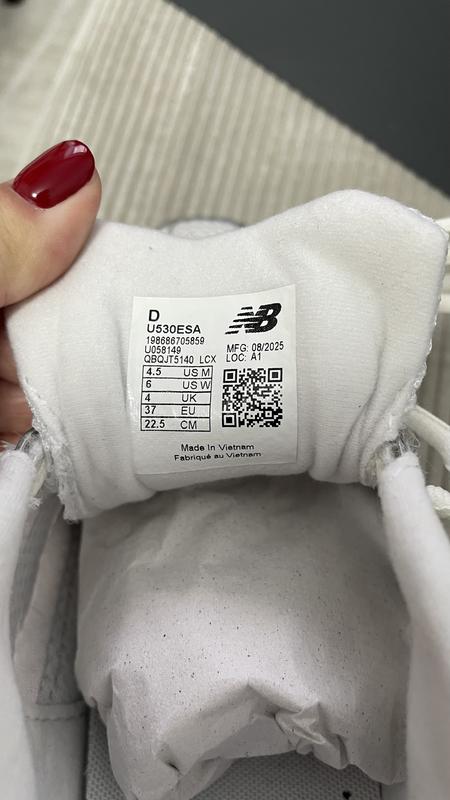 D
U530ESA
198686705859
U058149 MFG: 08/2025
QBQJT5140 LCX LOC: A1
4.5 US M
6 US W
4 UK
37 EU
22.5 CM
NB
Made In Vietnam
Fabriqué au Vietnam